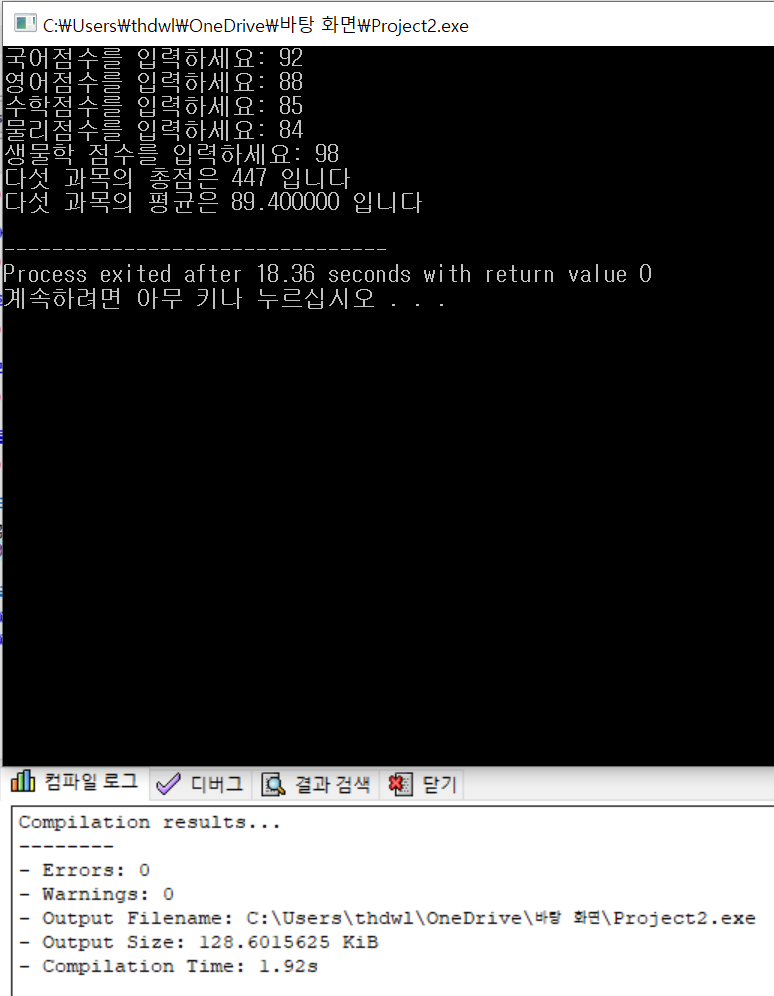 C:₩Users₩thdwl₩OneDrive₩바탕 화면₩Project2.exe
국어점수를 입력하세요: 92
영어점수를 입력하세요: 88
수학점수를 입력하세요: 85
물리점수를 입력하세요: 84
생물학 점수를 입력하세요: 98
다섯 과목의 총점은 447 입니다
다섯 과목의 평균은 89.400000 입니다
--------------------------------
Process exited after 18.36 seconds with return value 0
계속하려면 아무 키나 누르십시오 . . .
컴파일 로그 디버그 결과 검색 닫기
Compilation results...
--------
- Errors: 0
- Warnings: 0
- Output Filename: C:\Users\thdwl\OneDrive\바탕 화면\Project2.exe
- Output Size: 128.6015625 KiB
- Compilation Time: 1.92s